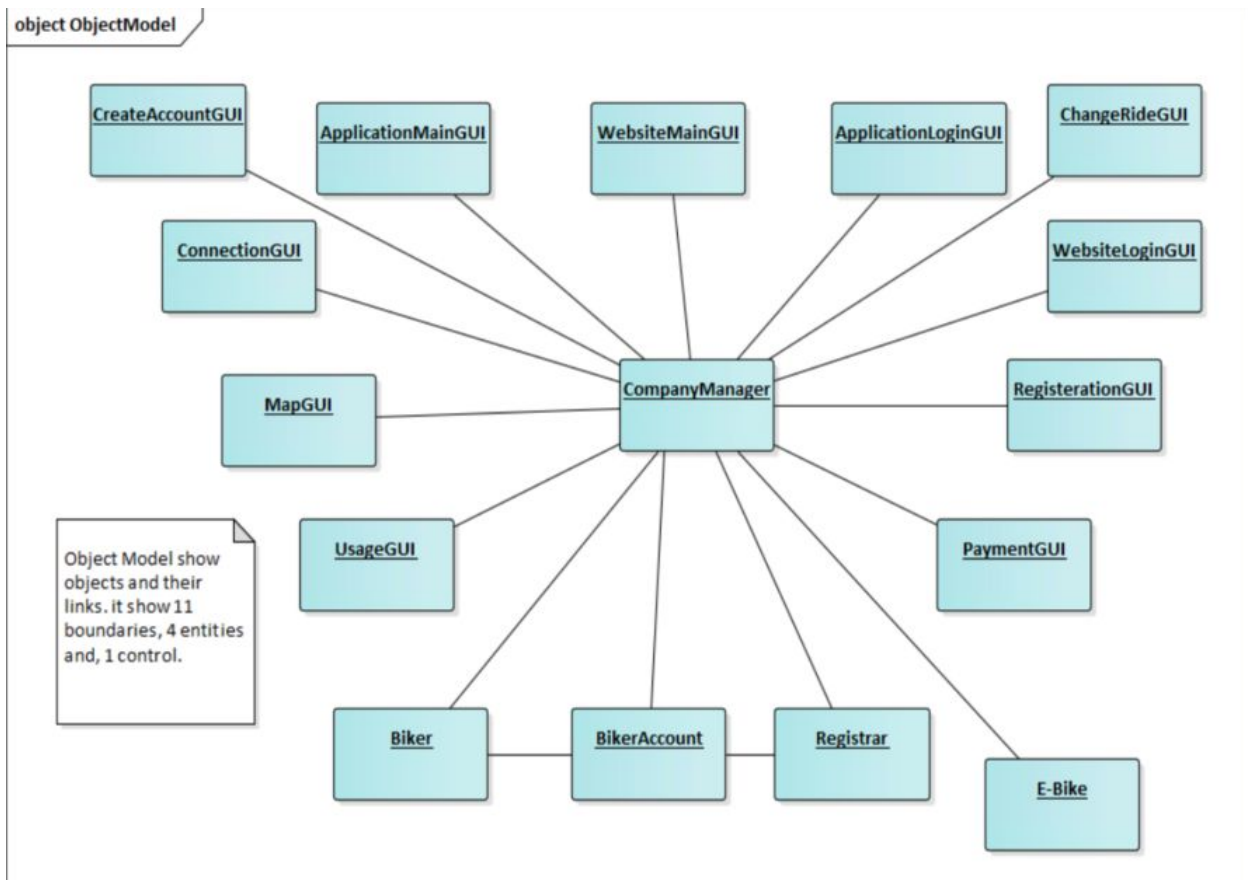 object ObjectModel
CreateAccountGUI
ApplicationMainGUI
WebsiteMainGUI
ApplicationLoginGUI
ChangeRideGUI
ConnectionGUI
WebsiteLoginGUI
MapGUI
CompanyManager
RegisterationGUI
UsageGUI
PaymentGUI
Object Model show
objects and their
links. it show 11
boundaries, 4 entities
and, 1 control.
Biker
BikerAccount
Registrar
E-Bike